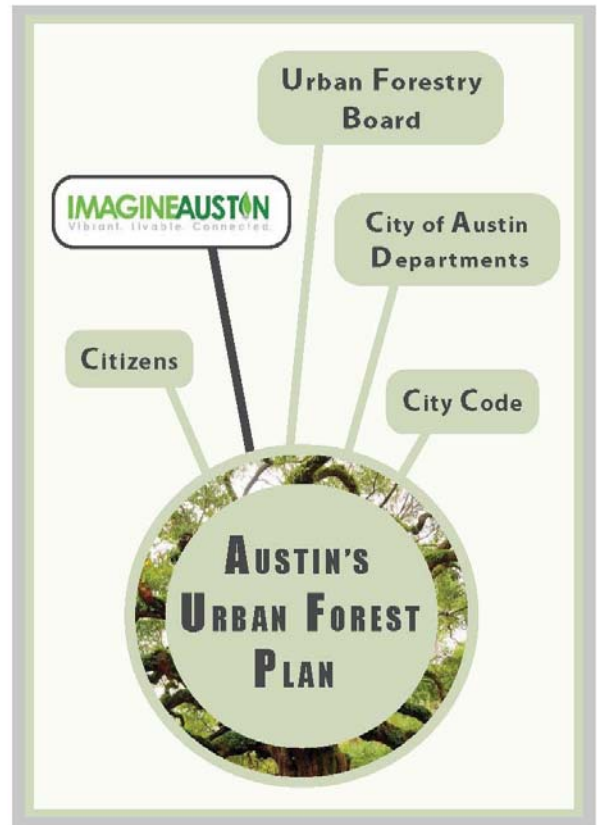 Urban Forestry
Board
IMAGINEAUSTIN
Vibrant. Livable. Connected.
City of Austin
Departments
Citizens
City Code
AUSTIN'S
URBAN FOREST
PLAN